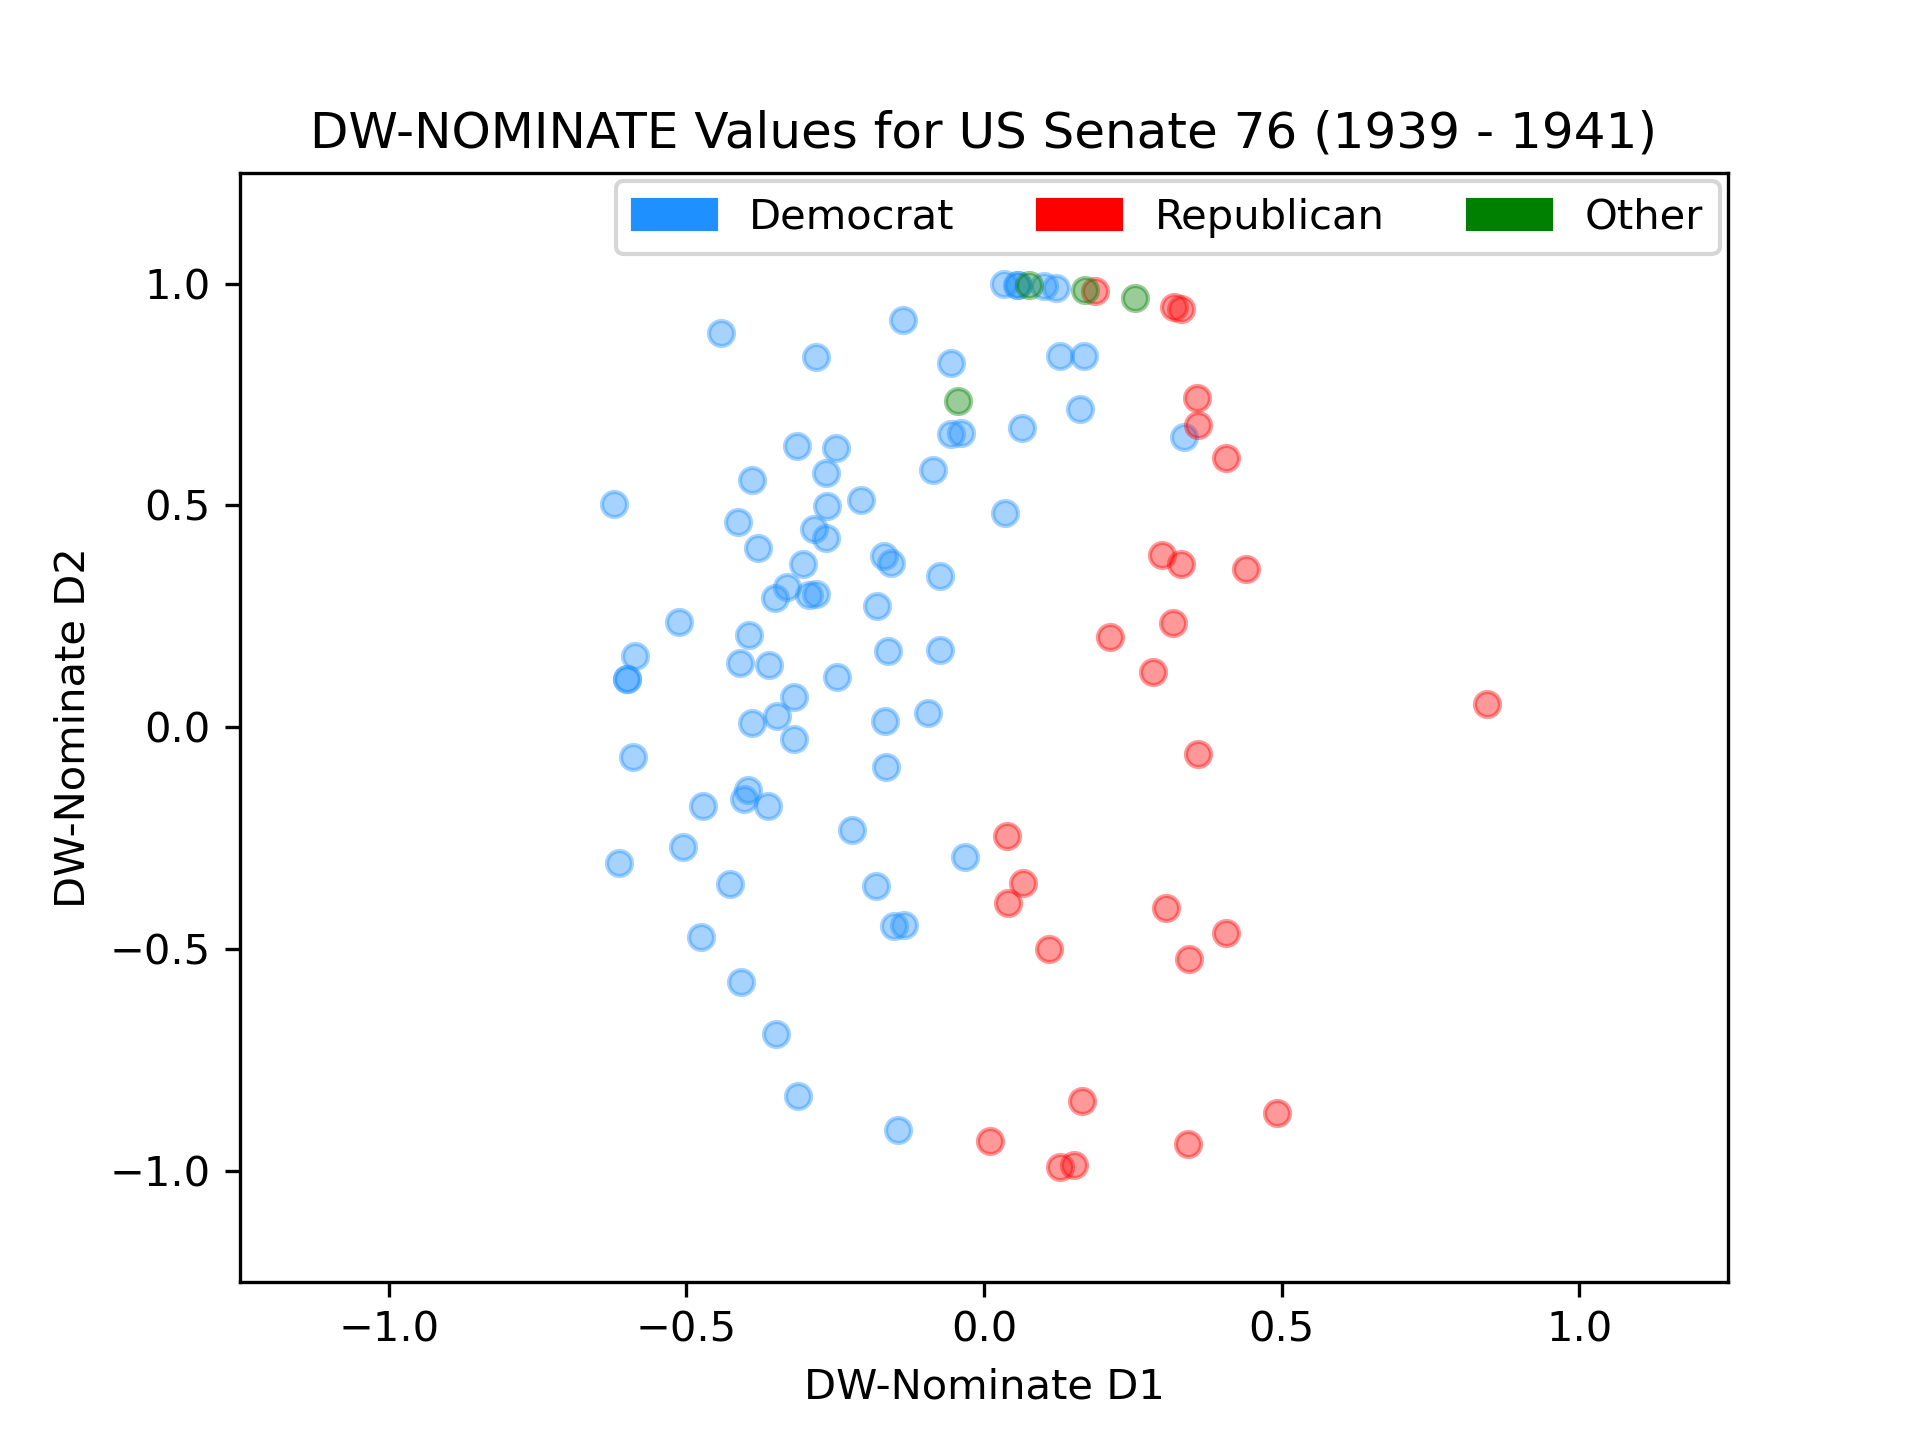 DW-NOMINATE Values for US Senate 76 (1939 - 1941)
Democrat Republican Other
1.0
0.5
0.0
−0.5
−1.0
DW-Nominate D2
−1.0 −0.5 0.0 0.5 1.0
DW-Nominate D1